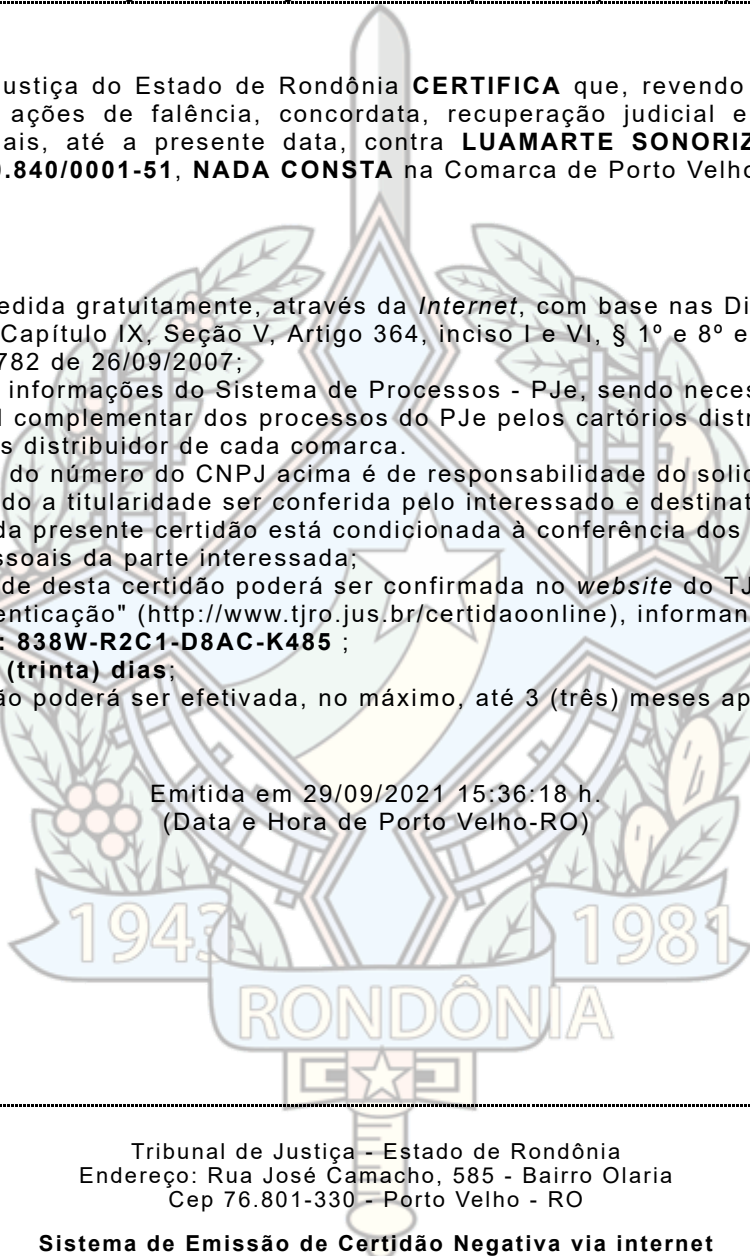 ustiça do Estado de Rondônia CERTIFICA que, revendo
ações de falência, concordata, recuperação judicial e
ais, até a presente data, contra LUAMARTE SONORIZ
.840/0001-51, NADA CONSTA na Comarca de Porto Velho
edida gratuitamente, através da Internet, com base nas Di
Capítulo IX, Seção V, Artigo 364, inciso I e VI, § 1º e 8º e
782 de 26/09/2007;
informações do Sistema de Processos - PJe, sendo neces
l complementar dos processos do PJe pelos cartórios distr
s distribuidor de cada comarca.
do número do CNPJ acima é de responsabilidade do solic
do a titularidade ser conferida pelo interessado e destinat
da presente certidão está condicionada à conferência dos
ssoais da parte interessada;
de desta certidão poderá ser confirmada no website do TJ
enticação" (http://www.tjro.jus.br/certidaoonline), informan
: 838W-R2C1-D8AC-K485 ;
(trinta) dias;
ão poderá ser efetivada, no máximo, até 3 (três) meses ap
Emitida em 29/09/2021 15:36:18 h.
(Data e Hora de Porto Velho-RO)
1943
1981
RONDÔNIA
Tribunal de Justiça - Estado de Rondônia
Endereço: Rua José Camacho, 585 - Bairro Olaria
Cep 76.801-330 - Porto Velho - RO
Sistema de Emissão de Certidão Negativa via internet